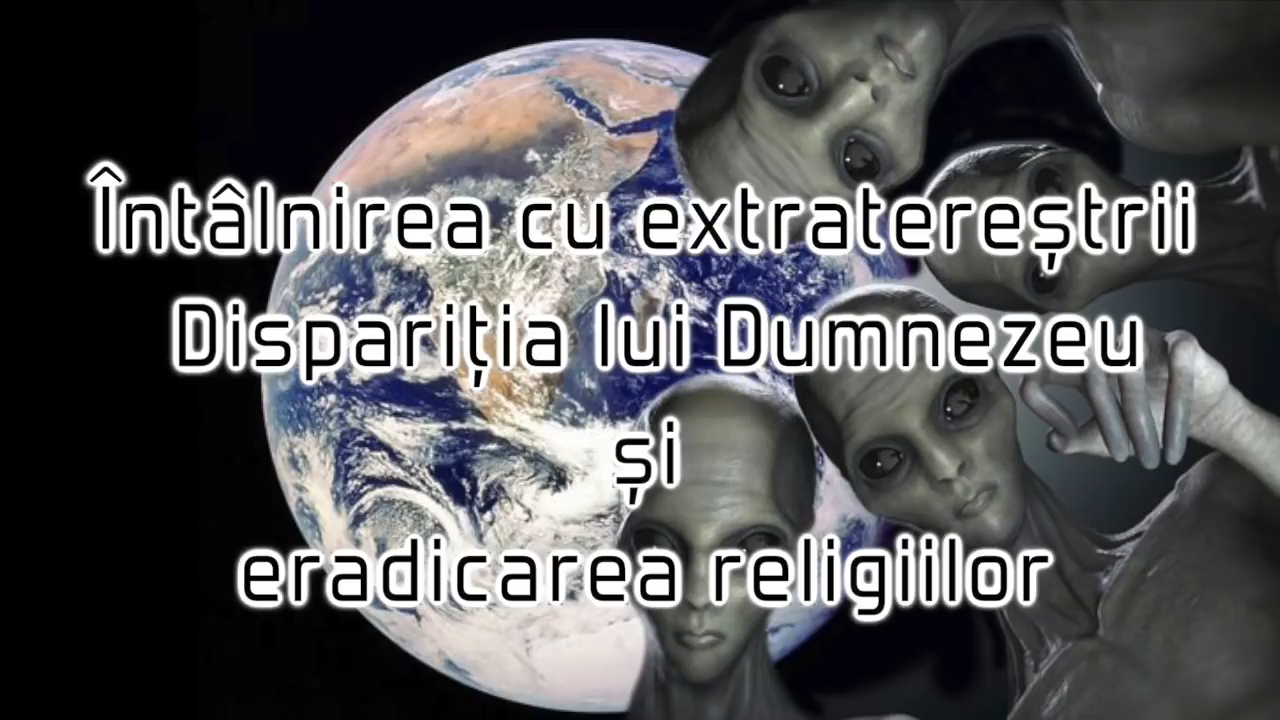 Întâlnirea cu extratereștrii
Dispariția lui Dumnezeu
și
eradicarea religiilor